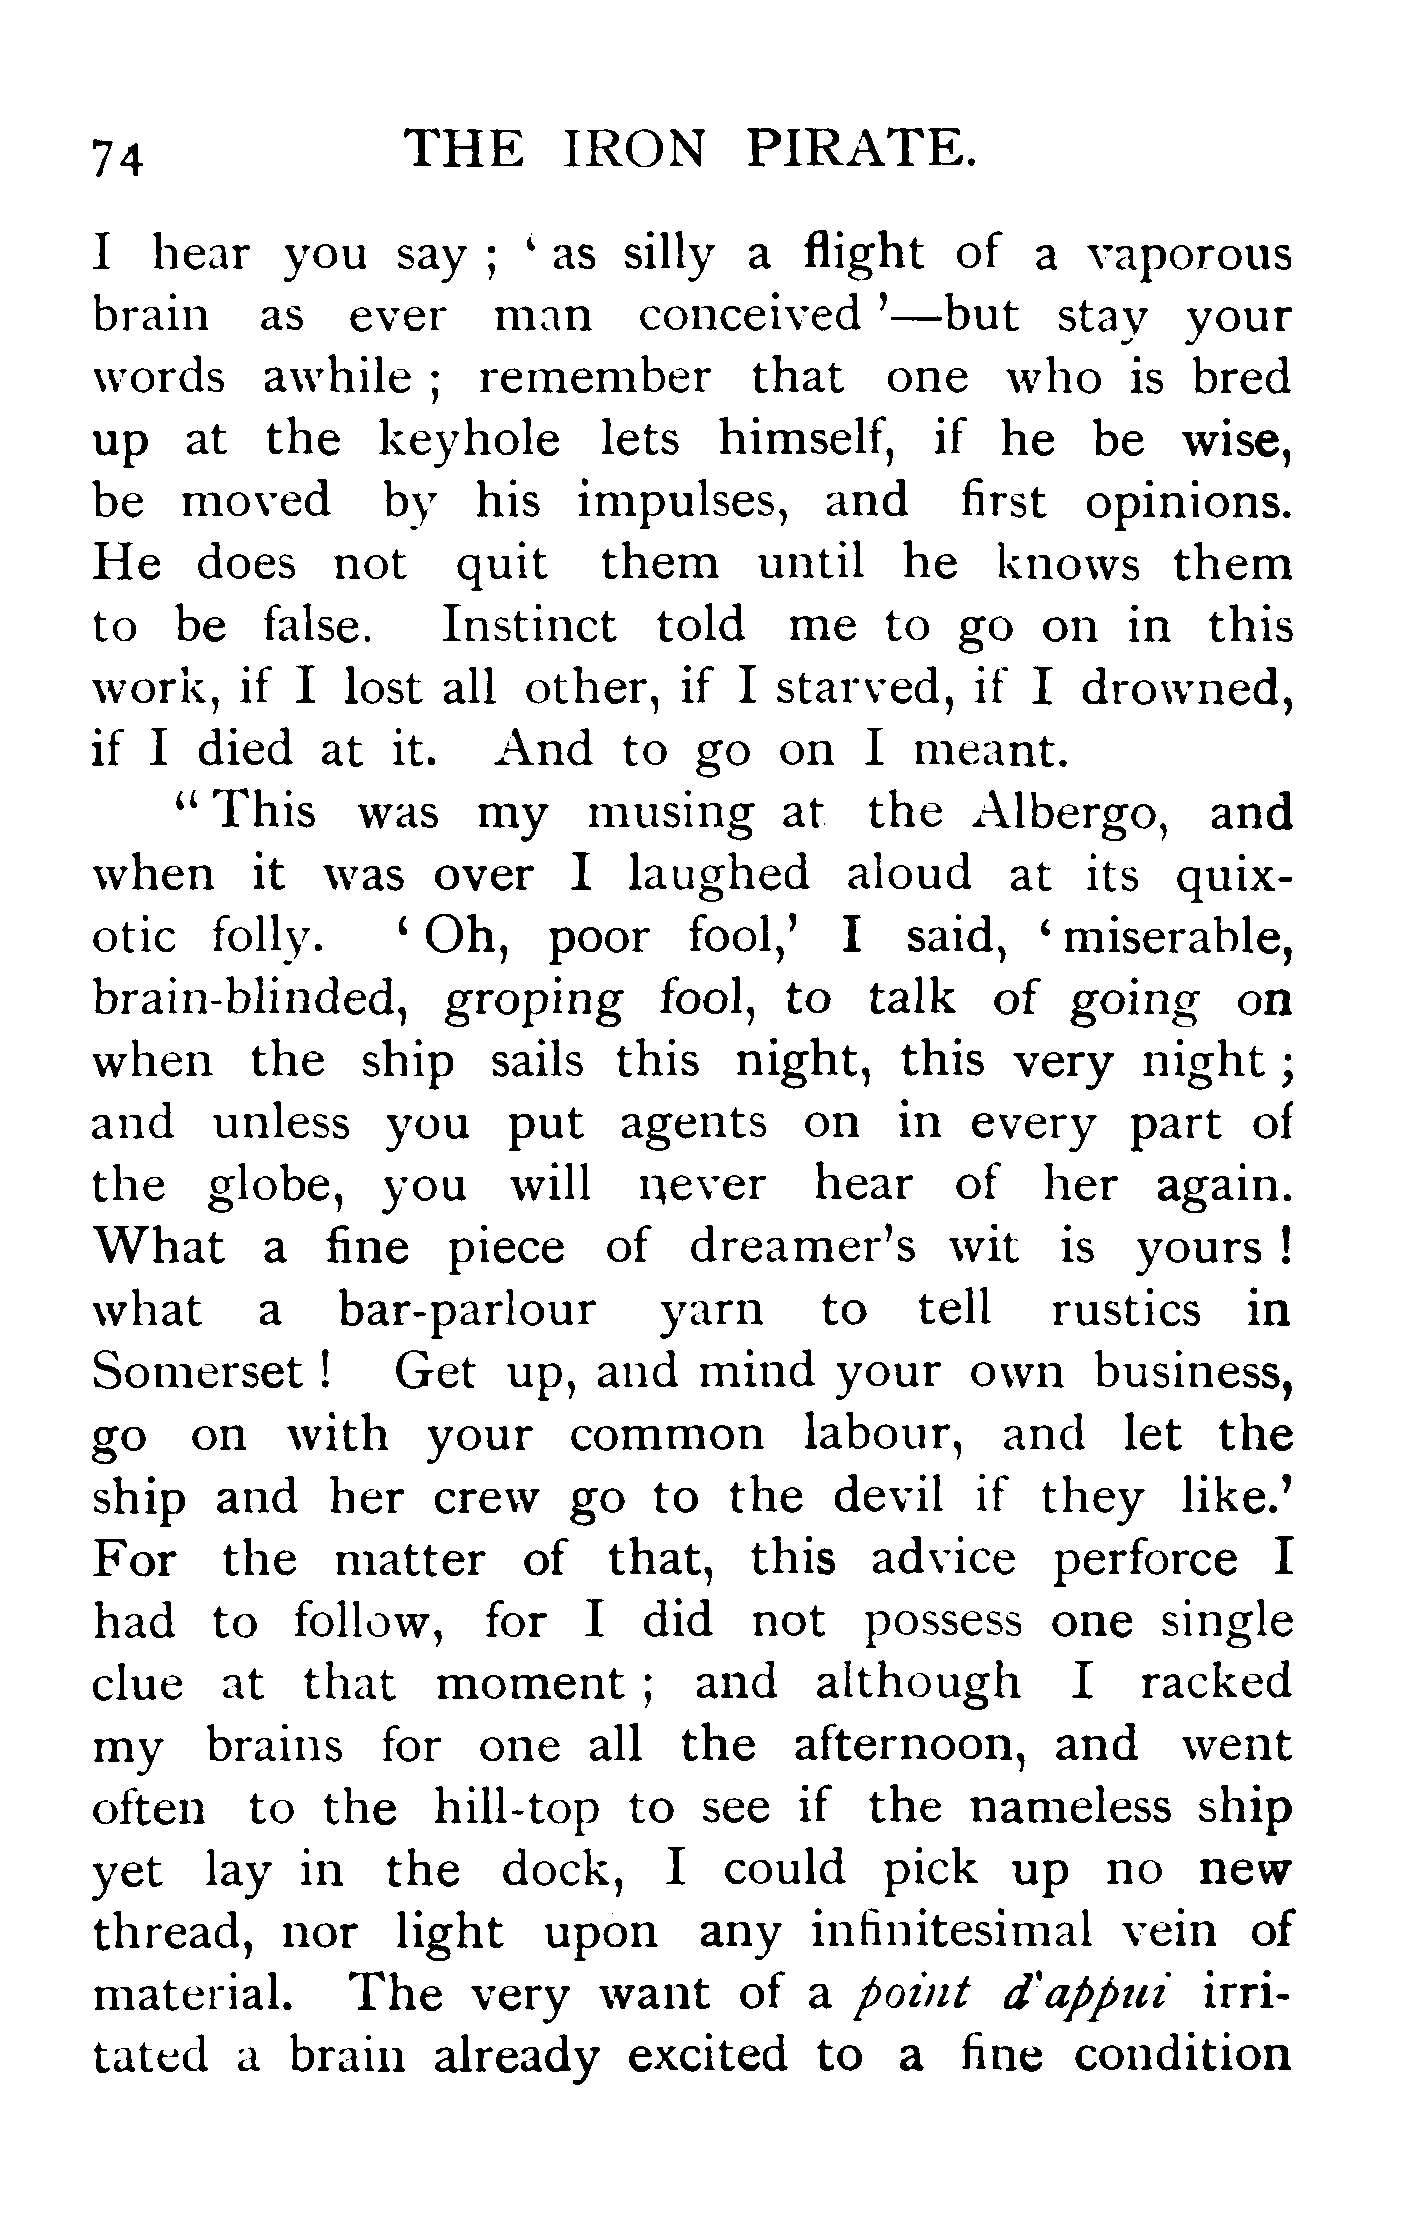 74 THE IRON PIRATE.
I hear you say ; ‘ as silly a flight of a vaporous
brain as ever man conceived ’—but stay your
words awhile ; remember that one who is bred
up at the keyhole lets himself, if he be wise,
be moved by his impulses, and first opinions.
He does not quit them until he knows them
to be false. Instinct told me to go on in this
work, if I lost all other, if I starved, if I drowned,
if I died at it. And to go on I meant.
“ This was my musing at the Albergo, and
when it was over I laughed aloud at its quix-
otic folly. ‘ Oh, poor fool,’ I said, ‘ miserable,
brain-blinded, groping fool, to talk of going on
when the ship sails this night, this very night ;
and unless you put agents on in every part of
the globe, you will never hear of her again.
What a fine piece of dreamer’s wit is yours !
what a bar-parlour yarn to tell rustics in
Somerset ! Get up, and mind your own business,
go on with your common labour, and let the
ship and her crew go to the devil if they like.’
For the matter of that, this advice perforce I
had to follow, for I did not possess one single
clue at that moment ; and although I racked
my brains for one all the afternoon, and went
often to the hill-top to see if the nameless ship
yet lay in the dock, I could pick up no new
thread, nor light upon any infinitesimal vein of
material. The very want of a point d’appui irri-
tated a brain already excited to a fine condition